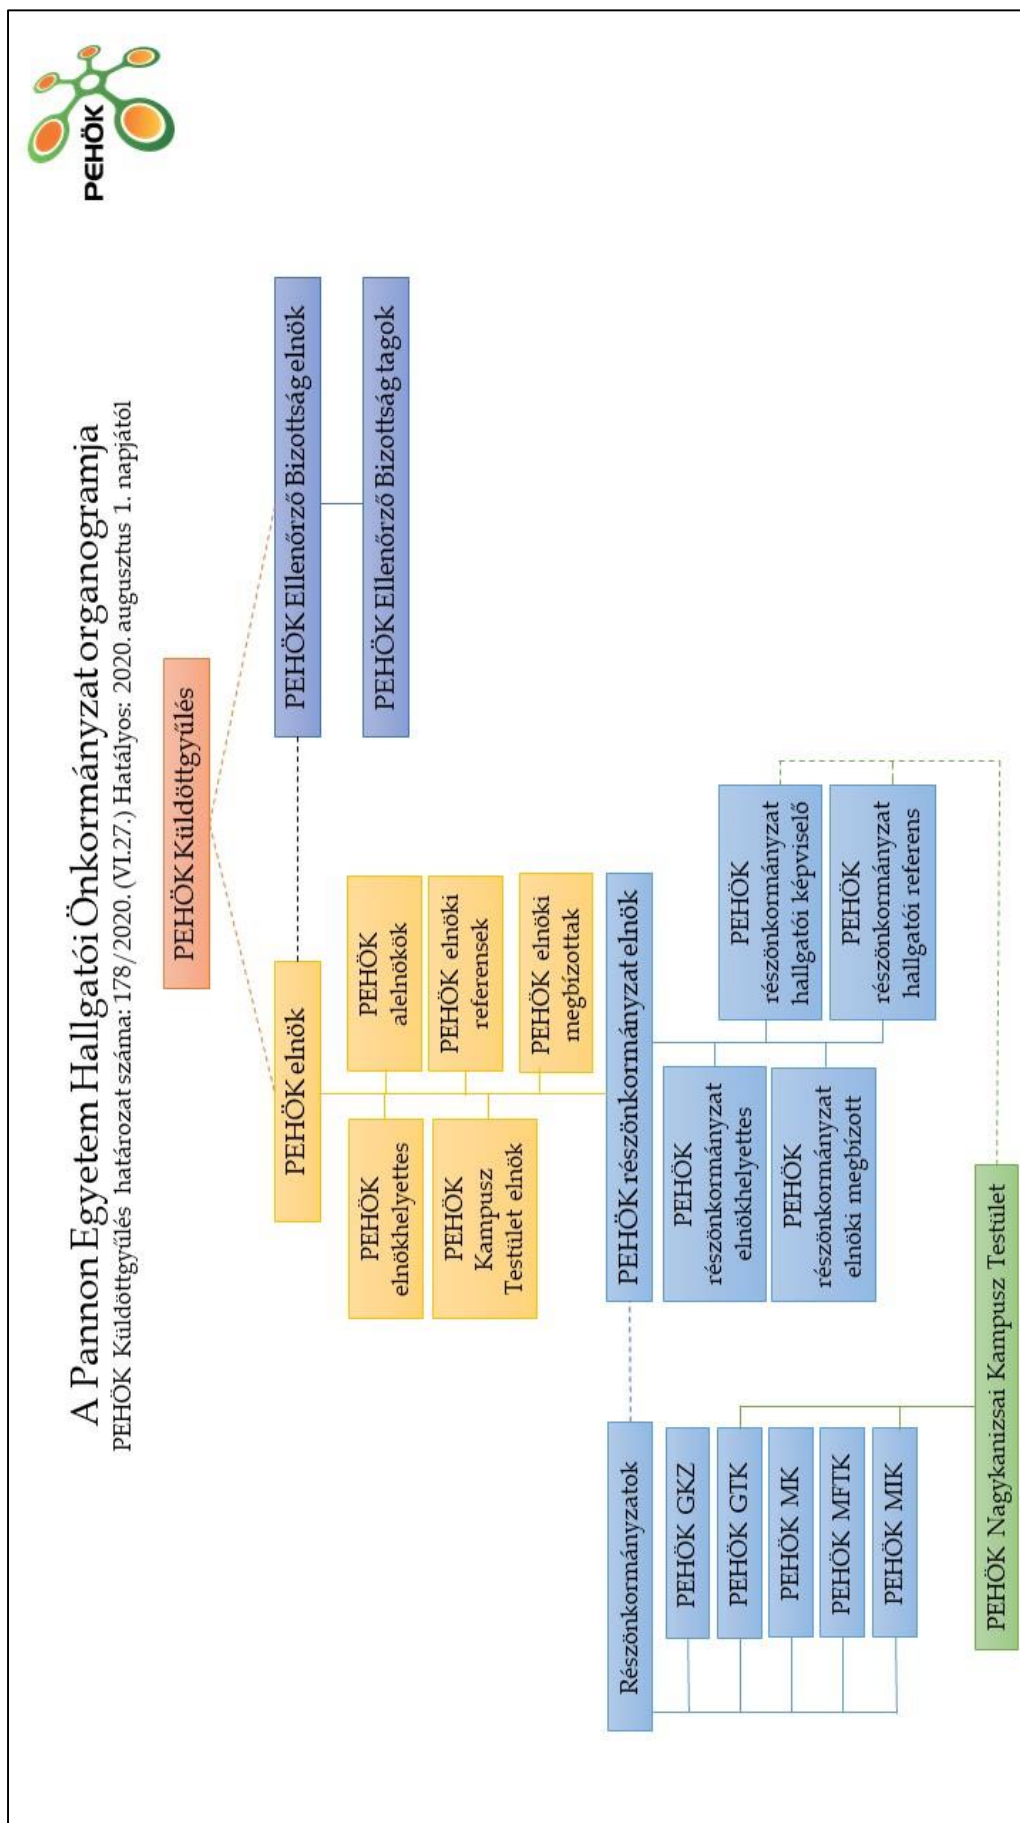 PEHÖK
A Pannon Egyetem Hallgatói Önkormányzat organogramja
PEHÖK Küldöttgyűlés határozat száma: 178/2020. (VI.27.) Hatályos: 2020. augusztus 1. napjától
PEHÖK Küldöttgyűlés
PEHÖK elnök
PEHÖK Ellenőrző Bizottság elnök
PEHÖK Ellenőrző Bizottság tagok
PEHÖK
elnökhelyettes
PEHÖK
alelnökök
PEHÖK
Kampusz
Testület elnök
PEHÖK elnöki
referensek
PEHÖK elnöki
megbízottak
Részönkormányzatok
PEHÖK részönkormányzat elnök
PEHÖK GKZ
PEHÖK GTK
PEHÖK MK
PEHÖK MFTK
PEHÖK MIK
PEHÖK
részönkormányzat
elnökhelyettes
PEHÖK
részönkormányzat
hallgatói képviselő
PEHÖK
részönkormányzat
elnöki megbízott
PEHÖK
részönkormányzat
hallgatói referens
PEHÖK Nagykanizsai Kampusz Testület